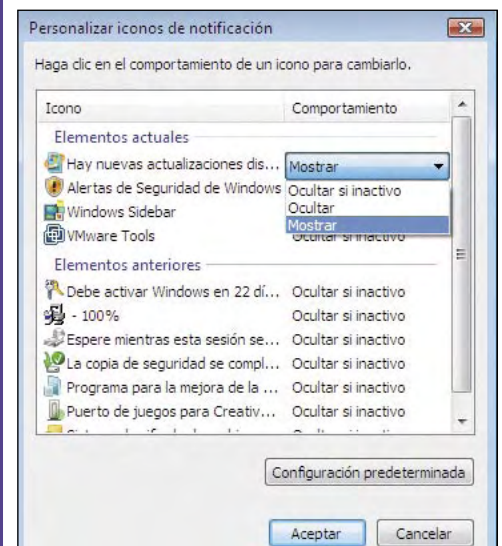 Personalizar iconos de notificación
Haga clic en el comportamiento de un icono para cambiarlo.
Icono Comportamiento
Elementos actuales
Hay nuevas actualizaciones dis... Mostrar
Alertas de Seguridad de Windows Ocultar si inactivo
Windows Sidebar Ocultar
Mostrar
VMware Tools Ocultar si inactivo
Elementos anteriores
Debe activar Windows en 22 dí... Ocultar si inactivo
- 100% Ocultar si inactivo
Espere mientras esta sesión se... Ocultar si inactivo
La copia de seguridad se compl... Ocultar si inactivo
Programa para la mejora de la ... Ocultar si inactivo
Puerto de juegos para Creativ... Ocultar si inactivo
Configuración predeterminada
Aceptar Cancelar